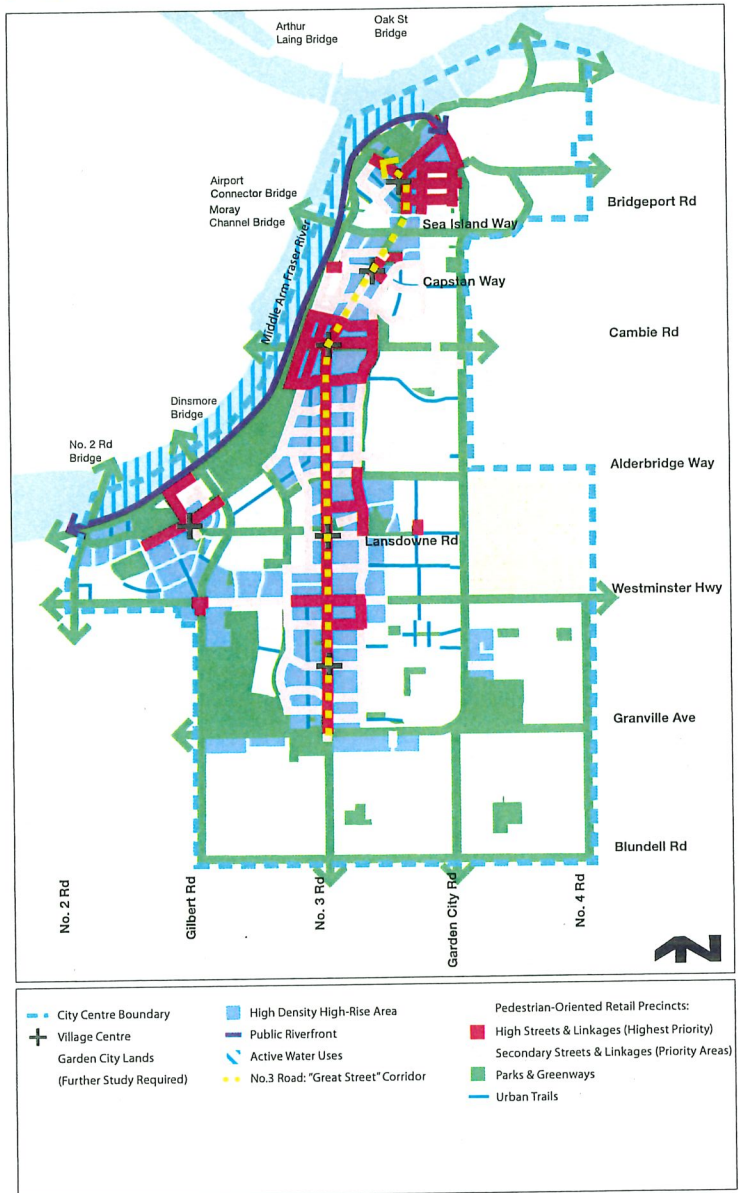 Arthur
Laing Bridge
Oak St
Bridge
Airport
Connector Bridge
Moray
Channel Bridge
Bridgeport Rd
Sea Island Way
Middle Arm Fraser River
Capstan Way
Cambie Rd
Dinsmore
Bridge
No. 2 Rd
Bridge
Alderbridge Way
Lansdowne Rd
Westminster Hwy
Granville Ave
Blundell Rd
No. 2 Rd
Gilbert Rd
No. 3 Rd
Garden City Rd
No. 4 Rd
N
City Centre Boundary
Village Centre
Garden City Lands
(Further Study Required)
High Density High-Rise Area
Public Riverfront
Active Water Uses
No.3 Road: "Great Street" Corridor
Pedestrian-Oriented Retail Precincts:
High Streets & Linkages (Highest Priority)
Secondary Streets & Linkages (Priority Areas)
Parks & Greenways
Urban Trails